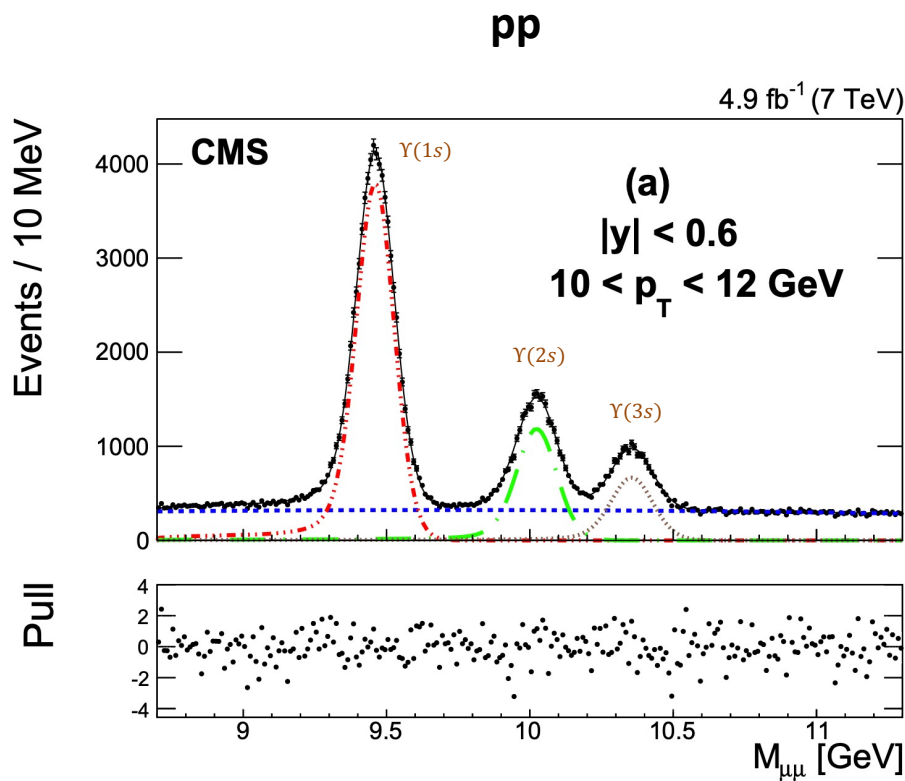 pp
4.9 fb⁻¹ (7 TeV)
CMS
ϒ(1s)
(a)
|y| < 0.6
10 < p_T < 12 GeV
ϒ(2s)
ϒ(3s)
Events / 10 MeV
4000
3000
2000
1000
0
Pull
4
2
0
-2
-4
9
9.5
10
10.5
11
M_μμ [GeV]